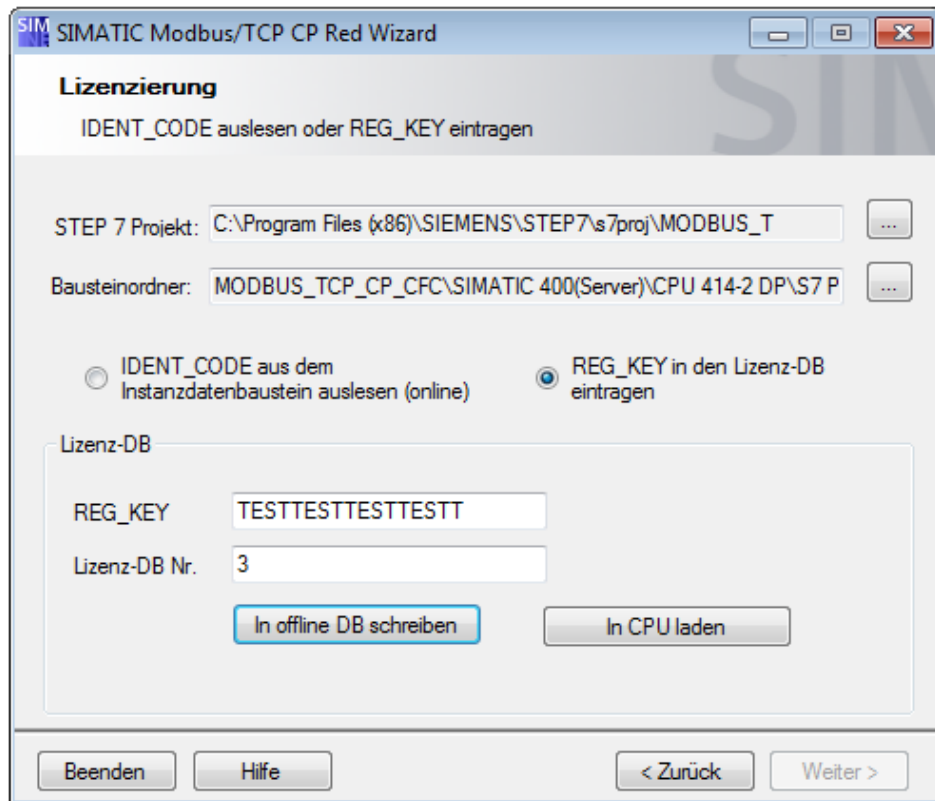 SIMATIC Modbus/TCP CP Red Wizard
Lizenzierung
IDENT_CODE auslesen oder REG_KEY eintragen
STEP 7 Projekt: C:\Program Files (x86)\SIEMENS\STEP7\s7proj\MODBUS_T ...
Bausteinordner: MODBUS_TCP_CP_CFC\SIMATIC 400(Server)\CPU 414-2 DP\S7 P ...
IDENT_CODE aus dem
Instanzdatenbaustein auslesen (online)
REG_KEY in den Lizenz-DB
eintragen
Lizenz-DB
REG_KEY TESTTESTTESTTESTT
Lizenz-DB Nr. 3
In offline DB schreiben In CPU laden
Beenden Hilfe < Zurück Weiter >